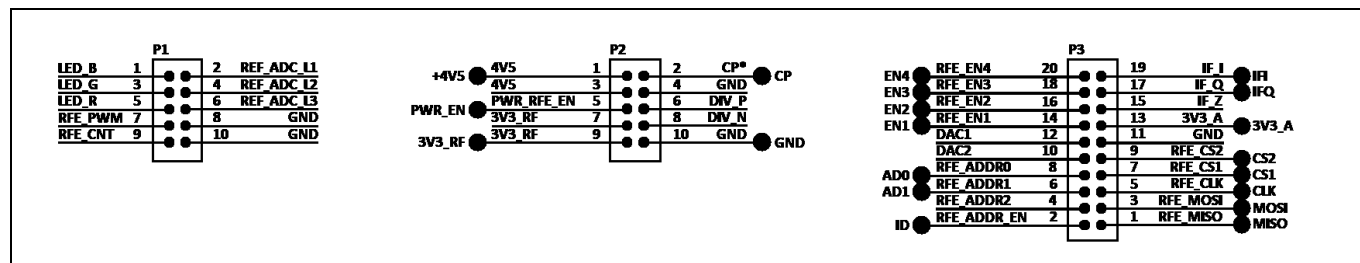 P1
LED_B 1 2 REF_ADC_L1
LED_G 3 4 REF_ADC_L2
LED_R 5 6 REF_ADC_L3
RFE_PWM 7 8 GND
RFE_CNT 9 10 GND
P2
+4V5 4V5 1 2 CP* CP
4V5 3 4 GND
PWR_EN PWR_RFE_EN 5 6 DIV_P
3V3_RF 7 8 DIV_N
3V3_RF 3V3_RF 9 10 GND GND
P3
EN4 RFE_EN4 20 19 IF_I IFI
EN3 RFE_EN3 18 17 IF_Q IFQ
EN2 RFE_EN2 16 15 IF_Z
EN1 RFE_EN1 14 13 3V3_A 3V3_A
DAC1 12 11 GND
DAC2 10 9 RFE_CS2 CS2
AD0 RFE_ADDR0 8 7 RFE_CS1 CS1
AD1 RFE_ADDR1 6 5 RFE_CLK CLK
RFE_ADDR2 4 3 RFE_MOSI MOSI
ID RFE_ADDR_EN 2 1 RFE_MISO MISO